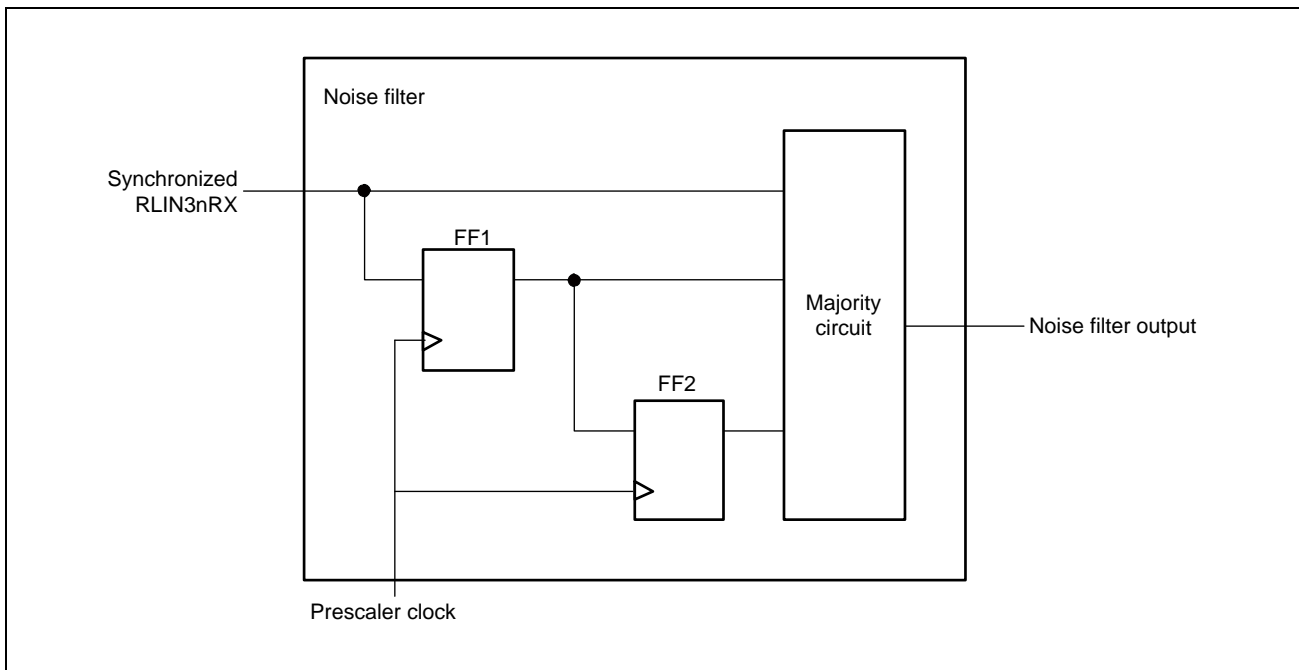 Noise filter
Synchronized
RLIN3nRX
FF1
Majority
circuit
Noise filter output
FF2
Prescaler clock